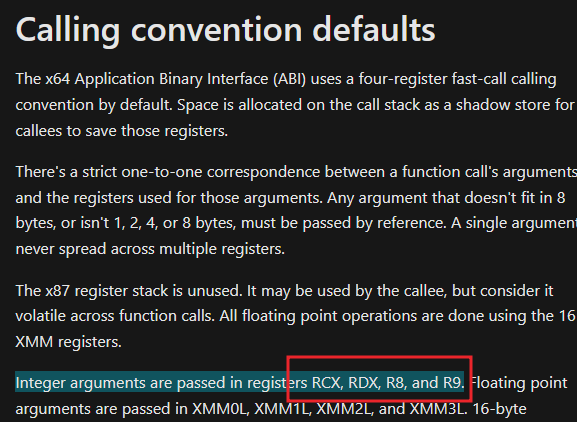 Calling convention defaults
The x64 Application Binary Interface (ABI) uses a four-register fast-call calling
convention by default. Space is allocated on the call stack as a shadow store for
callees to save those registers.
There's a strict one-to-one correspondence between a function call's arguments
and the registers used for those arguments. Any argument that doesn't fit in 8
bytes, or isn't 1, 2, 4, or 8 bytes, must be passed by reference. A single argument
never spread across multiple registers.
The x87 register stack is unused. It may be used by the callee, but consider it
volatile across function calls. All floating point operations are done using the 16
XMM registers.
Integer arguments are passed in registers RCX, RDX, R8, and R9. Floating point
arguments are passed in XMM0L, XMM1L, XMM2L, and XMM3L. 16-byte